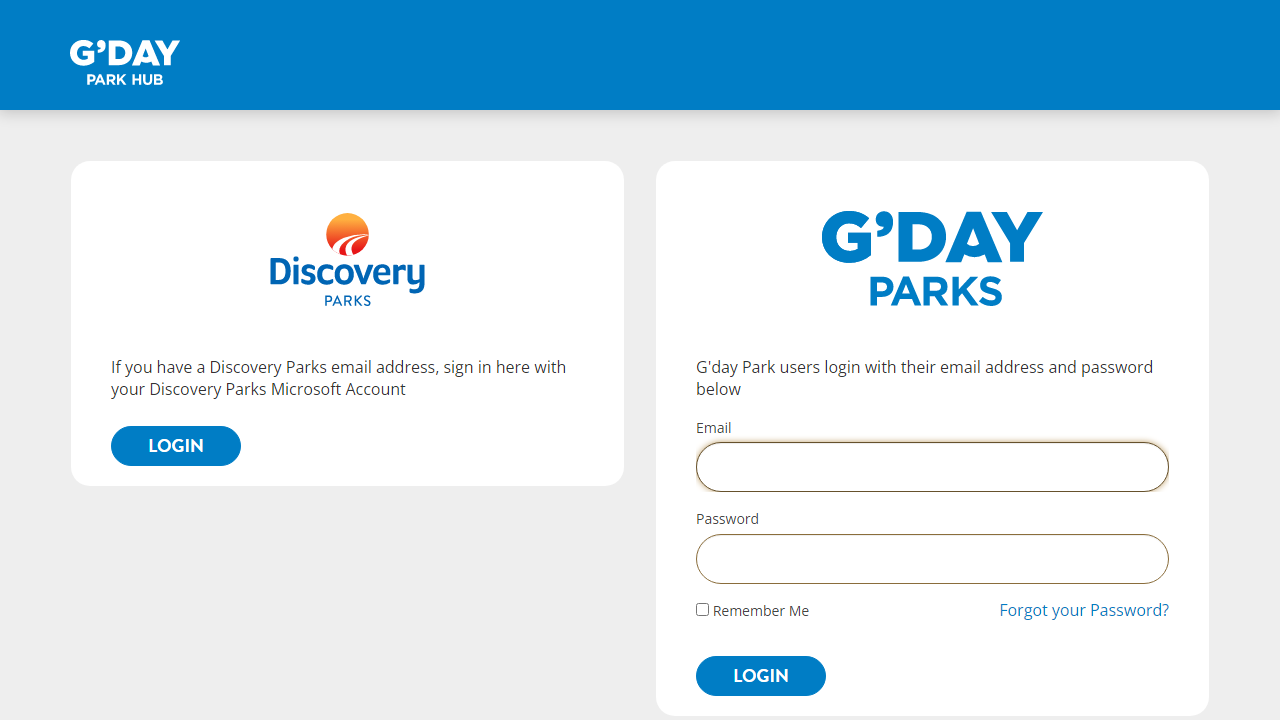 G'DAY
PARK HUB
Discovery
PARKS
If you have a Discovery Parks email address, sign in here with
your Discovery Parks Microsoft Account
LOGIN
G'DAY
PARKS
G'day Park users login with their email address and password
below
Email
Password
Remember Me
Forgot your Password?
LOGIN